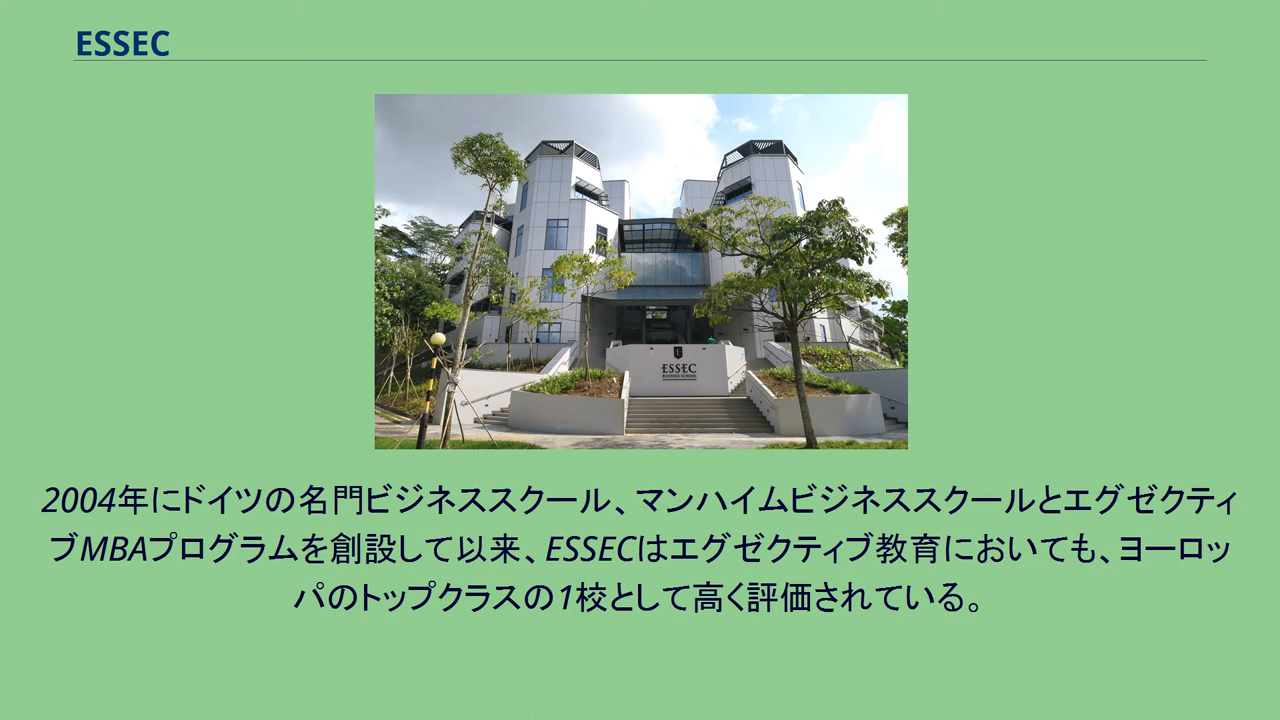 ESSEC
ESSEC
BUSINESS SCHOOL
2004年にドイツの名門ビジネススクール、マンハイムビジネススクールとエグゼクティ
ブMBAプログラムを創設して以来、ESSECはエグゼクティブ教育においても、ヨーロッ
パのトップクラスの1校として高く評価されている。